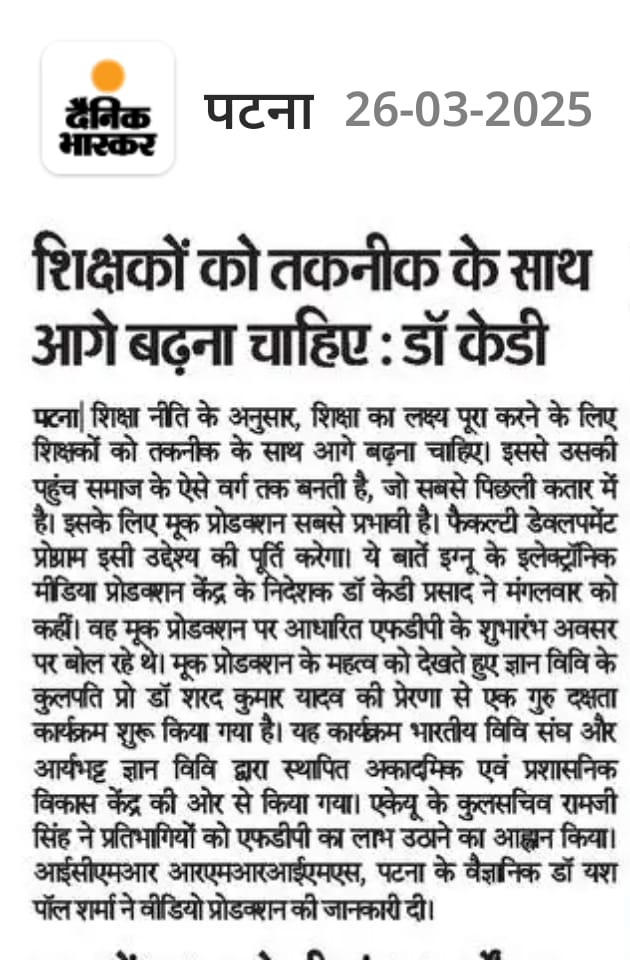 दैनिक
भास्कर
पटना 26-03-2025
शिक्षकों को तकनीक के साथ
आगे बढ़ना चाहिए : डॉ केडी
पटना| शिक्षा नीति के अनुसार, शिक्षा का लक्ष्य पूरा करने के लिए
शिक्षकों को तकनीक के साथ आगे बढ़ना चाहिए। इससे उसकी
पहुंच समाज के ऐसे वर्ग तक बनती है, जो सबसे पिछली कतार में
है। इसके लिए मूक प्रोडक्शन सबसे प्रभावी है। फैकल्टी डेवलपमेंट
प्रोग्राम इसी उद्देश्य की पूर्ति करेगा। ये बातें इग्नू के इलेक्ट्रॉनिक
मीडिया प्रोडक्शन केंद्र के निदेशक डॉ केडी प्रसाद ने मंगलवार को
कहीं। वह मूक प्रोडक्शन पर आधारित एफडीपी के शुभारंभ अवसर
पर बोल रहे थे। मूक प्रोडक्शन के महत्व को देखते हुए ज्ञान विवि के
कुलपति प्रो डॉ शरद कुमार यादव की प्रेरणा से एक गुरु दक्षता
कार्यक्रम शुरू किया गया है। यह कार्यक्रम भारतीय विवि संघ और
आर्यभट्ट ज्ञान विवि द्वारा स्थापित अकादमिक एवं प्रशासनिक
विकास केंद्र की ओर से किया गया। एकेयू के कुलसचिव रामजी
सिंह ने प्रतिभागियों को एफडीपी का लाभ उठाने का आह्वान किया।
आईसीएमआर आरएमआरआईएमएस, पटना के वैज्ञानिक डॉ यश
पॉल शर्मा ने वीडियो प्रोडक्शन की जानकारी दी।